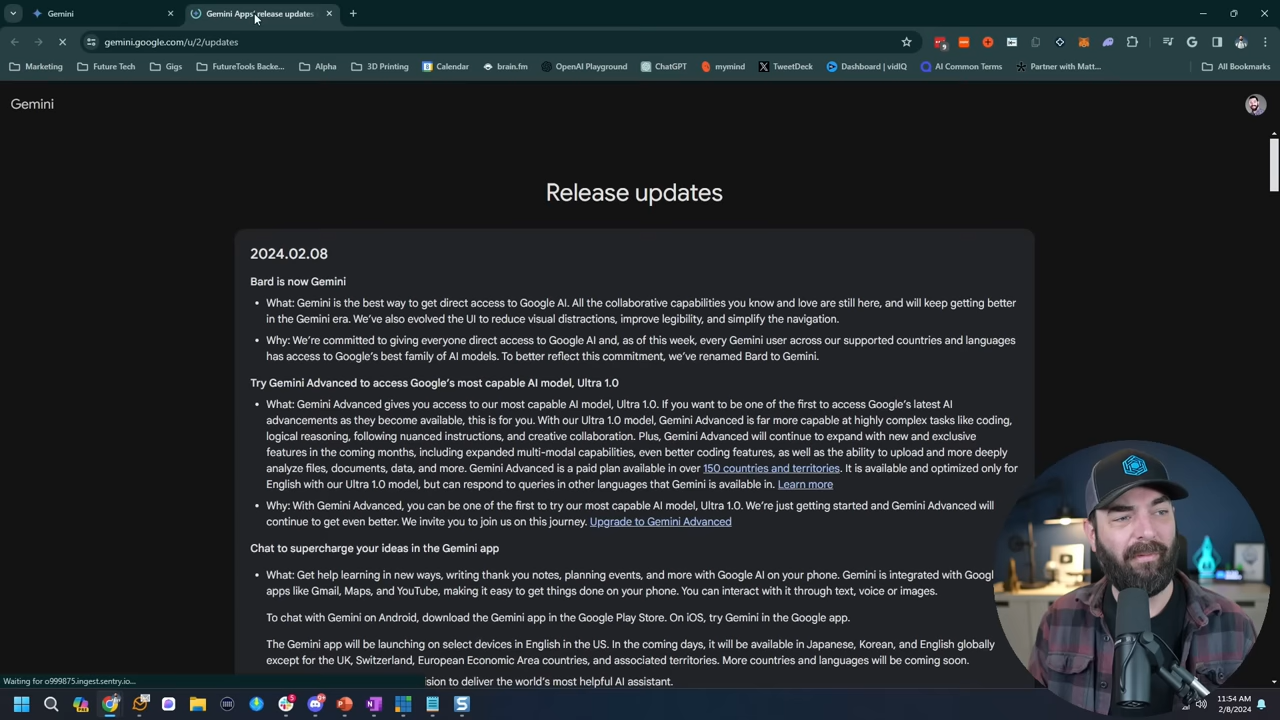 Gemini
Gemini Apps' release updates
gemini.google.com/u/2/updates
9
Marketing
Future Tech
Gigs
FutureTools Backe...
Alpha
3D Printing
Calendar
brain.fm
OpenAI Playground
ChatGPT
mymind
TweetDeck
Dashboard | vidIQ
AI Common Terms
Partner with Matt...
All Bookmarks
Gemini
Release updates
2024.02.08
Bard is now Gemini
• What: Gemini is the best way to get direct access to Google AI. All the collaborative capabilities you know and love are still here, and will keep getting better
in the Gemini era. We've also evolved the UI to reduce visual distractions, improve legibility, and simplify the navigation.
• Why: We're committed to giving everyone direct access to Google AI and, as of this week, every Gemini user across our supported countries and languages
has access to Google's best family of AI models. To better reflect this commitment, we've renamed Bard to Gemini.
Try Gemini Advanced to access Google's most capable AI model, Ultra 1.0
• What: Gemini Advanced gives you access to our most capable AI model, Ultra 1.0. If you want to be one of the first to access Google's latest AI
advancements as they become available, this is for you. With our Ultra 1.0 model, Gemini Advanced is far more capable at highly complex tasks like coding,
logical reasoning, following nuanced instructions, and creative collaboration. Plus, Gemini Advanced will continue to expand with new and exclusive
features in the coming months, including expanded multi-modal capabilities, even better coding features, as well as the ability to upload and more deeply
analyze files, documents, data, and more. Gemini Advanced is a paid plan available in over 150 countries and territories. It is available and optimized only for
English with our Ultra 1.0 model, but can respond to queries in other languages that Gemini is available in. Learn more
• Why: With Gemini Advanced, you can be one of the first to try our most capable AI model, Ultra 1.0. We're just getting started and Gemini Advanced will
continue to get even better. We invite you to join us on this journey. Upgrade to Gemini Advanced
Chat to supercharge your ideas in the Gemini app
• What: Get help learning in new ways, writing thank you notes, planning events, and more with Google AI on your phone. Gemini is integrated with Googl
apps like Gmail, Maps, and YouTube, making it easy to get things done on your phone. You can interact with it through text, voice or images.
To chat with Gemini on Android, download the Gemini app in the Google Play Store. On iOS, try Gemini in the Google app.
The Gemini app will be launching on select devices in English in the US. In the coming days, it will be available in Japanese, Korean, and English globally
except for the UK, Switzerland, European Economic Area countries, and associated territories. More countries and languages will be coming soon.
sion to deliver the world's most helpful AI assistant.
Waiting for o999875.ingest.sentry.io...
11:54 AM
2/8/2024